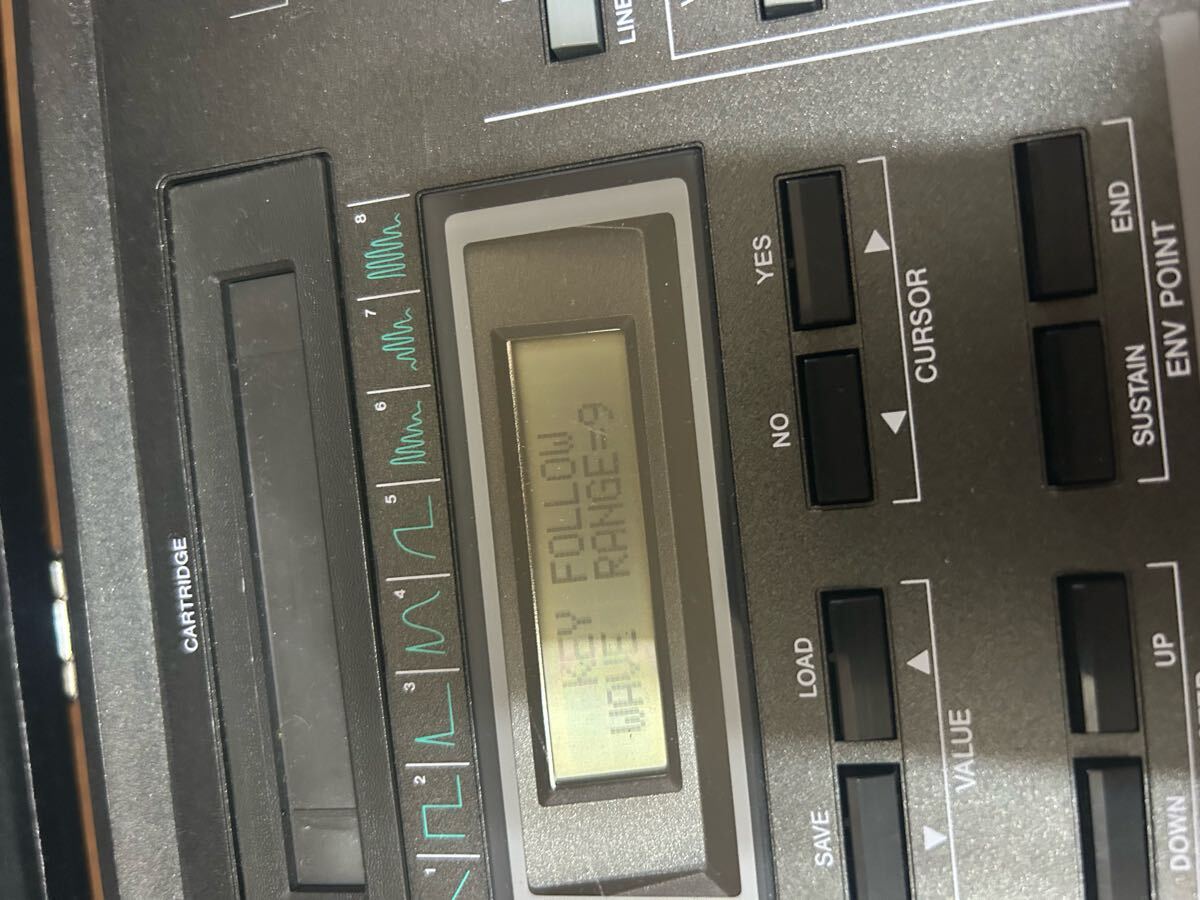 LINE
CARTRIDGE
1 2 3 4 5 6 7 8
KEY FOLLOW
WAVE RANGE=9
SAVE LOAD NO YES
VALUE CURSOR
DOWN UP SUSTAIN END
ENV POINT